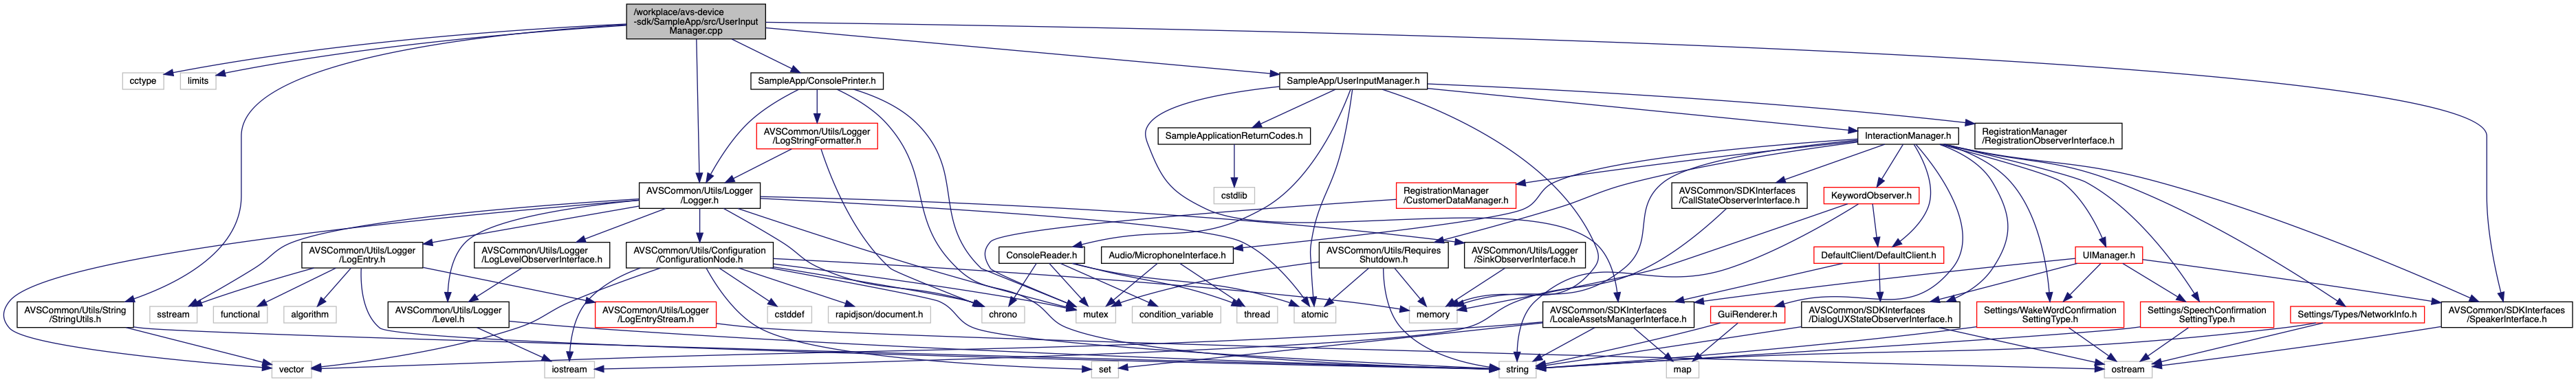 /workplace/avs-device
-sdk/SampleApp/src/UserInput
Manager.cpp
cctype
limits
SampleApp/ConsolePrinter.h
SampleApp/UserInputManager.h
AVSCommon/Utils/Logger
/LogStringFormatter.h
SampleApplicationReturnCodes.h
InteractionManager.h
RegistrationManager
/RegistrationObserverInterface.h
AVSCommon/Utils/Logger
/Logger.h
cstdlib
RegistrationManager
/CustomerDataManager.h
AVSCommon/SDKInterfaces
/CallStateObserverInterface.h
KeywordObserver.h
AVSCommon/Utils/Logger
/LogEntry.h
AVSCommon/Utils/Logger
/LogLevelObserverInterface.h
AVSCommon/Utils/Configuration
/ConfigurationNode.h
ConsoleReader.h
Audio/MicrophoneInterface.h
AVSCommon/Utils/Requires
Shutdown.h
AVSCommon/Utils/Logger
/SinkObserverInterface.h
DefaultClient/DefaultClient.h
UIManager.h
AVSCommon/Utils/String
/StringUtils.h
sstream
functional
algorithm
AVSCommon/Utils/Logger
/Level.h
AVSCommon/Utils/Logger
/LogEntryStream.h
cstddef
rapidjson/document.h
chrono
mutex
condition_variable
thread
atomic
memory
AVSCommon/SDKInterfaces
/LocaleAssetsManagerInterface.h
GuiRenderer.h
AVSCommon/SDKInterfaces
/DialogUXStateObserverInterface.h
Settings/WakeWordConfirmation
SettingType.h
Settings/SpeechConfirmation
SettingType.h
Settings/Types/NetworkInfo.h
AVSCommon/SDKInterfaces
/SpeakerInterface.h
vector
iostream
set
string
map
ostream